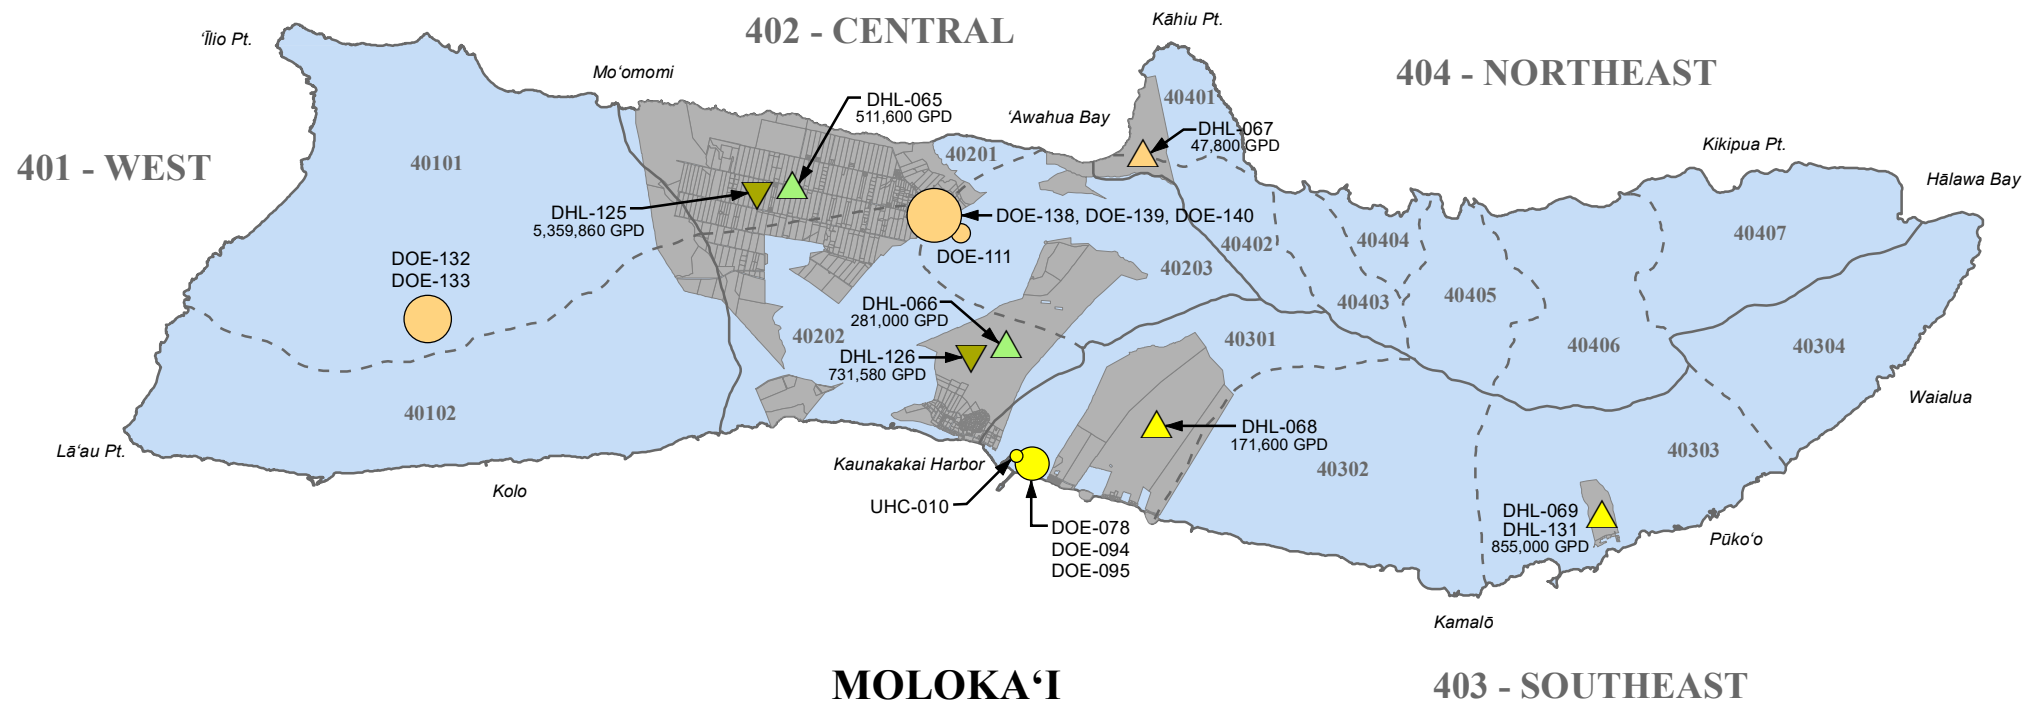 402 - CENTRAL
Kāhiu Pt.
ʻĪlio Pt.
Moʻomomi
404 - NORTHEAST
DHL-065
511,600 GPD
ʻAwahua Bay
40401
DHL-067
47,800 GPD
Kikipua Pt.
401 - WEST
40101
40201
Hālawa Bay
DHL-125
5,359,860 GPD
DOE-138, DOE-139, DOE-140
DOE-111
40402
40404
40407
40203
DOE-132
DOE-133
DHL-066
281,000 GPD
40403
40405
40202
40301
40406
40304
DHL-126
731,580 GPD
40102
Waialua
DHL-068
171,600 GPD
Lāʻau Pt.
Kaunakakai Harbor
40302
40303
Kolo
UHC-010
DOE-078
DOE-094
DOE-095
DHL-069
DHL-131
855,000 GPD
Pūkoʻo
Kamalō
MOLOKAʻI
403 - SOUTHEAST